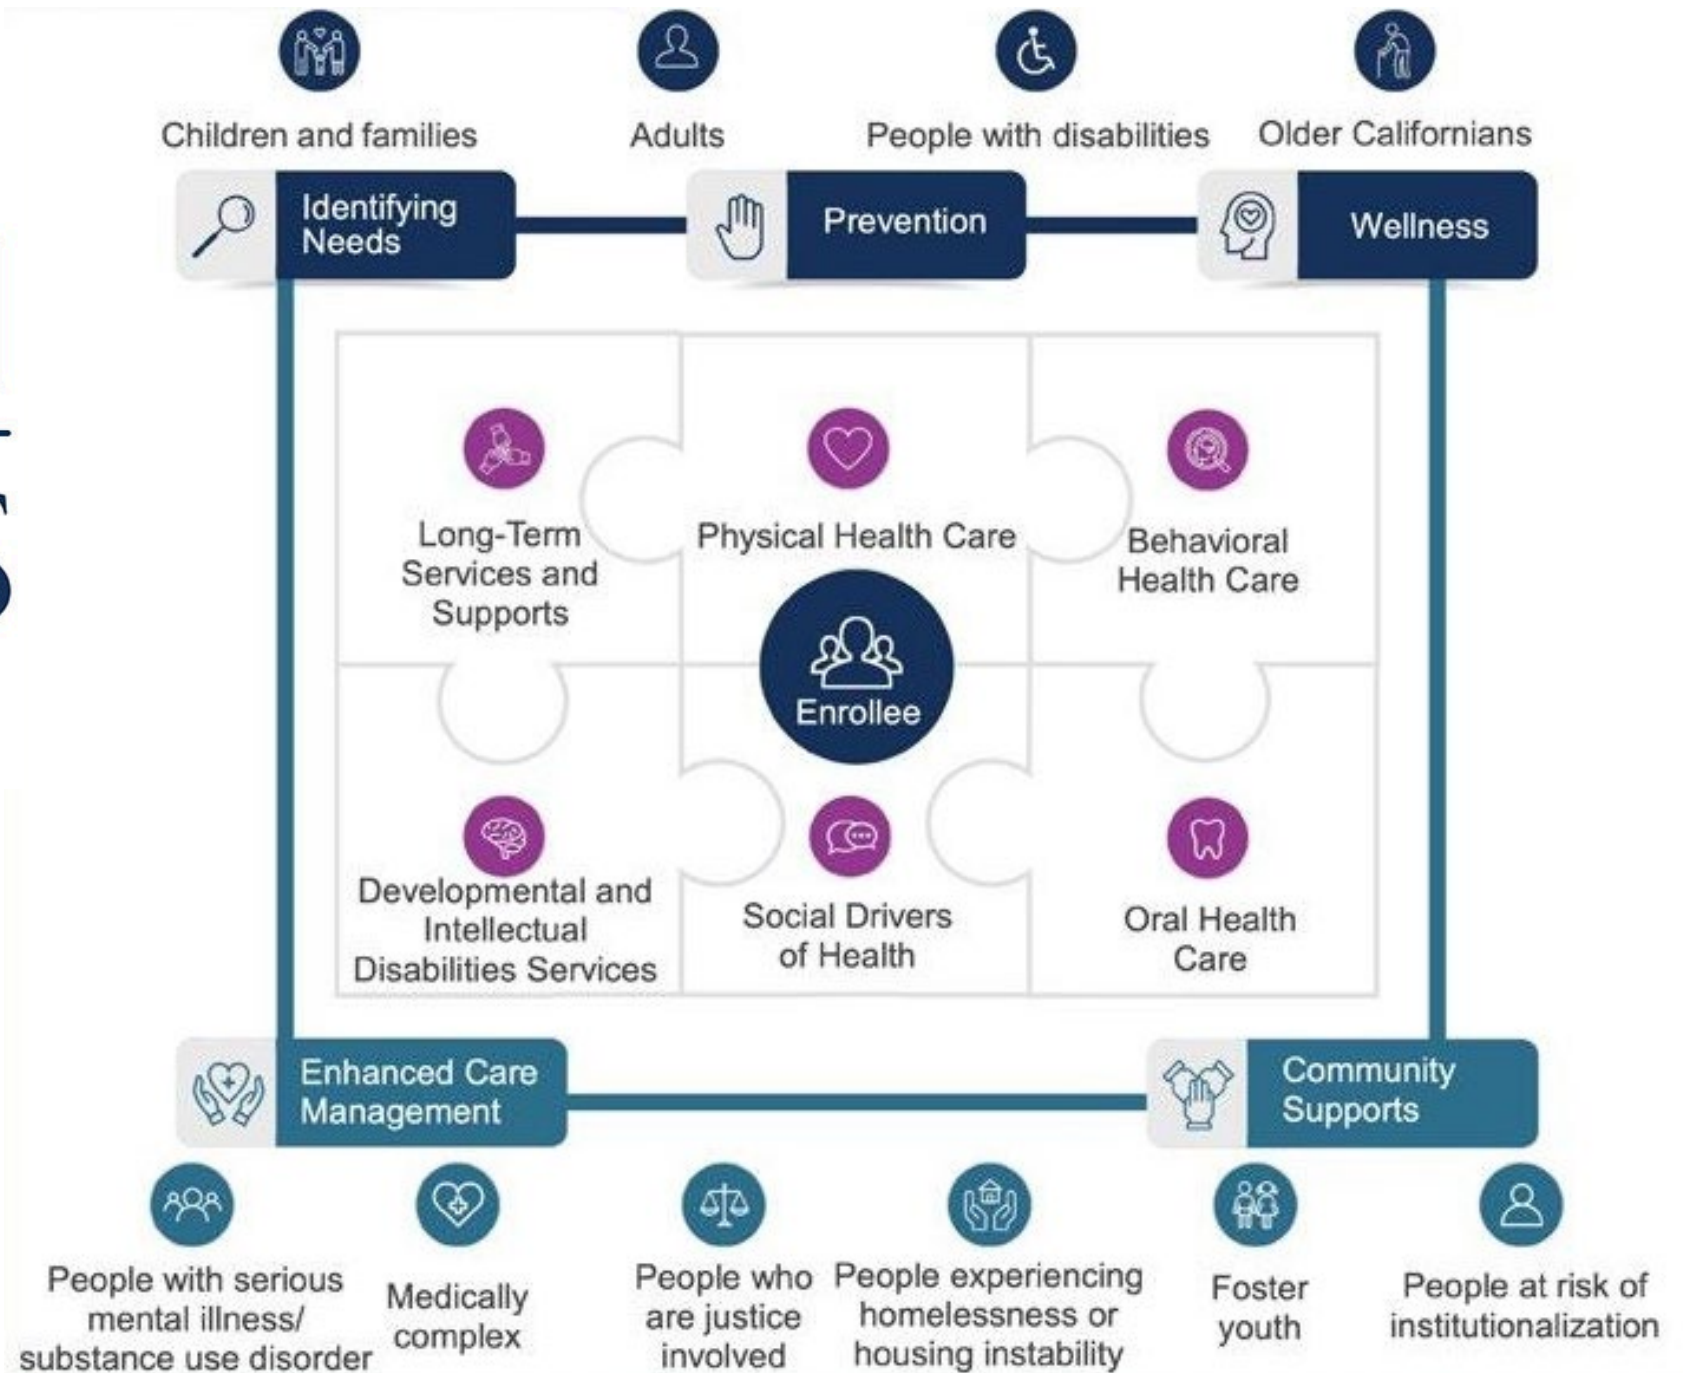 Children and families
Adults
People with disabilities
Older Californians
Identifying
Needs
Prevention
Wellness
Long-Term
Services and
Supports
Physical Health Care
Behavioral
Health Care
Enrollee
Developmental and
Intellectual
Disabilities Services
Social Drivers
of Health
Oral Health
Care
Enhanced Care
Management
Community
Supports
People with serious
mental illness/
substance use disorder
Medically
complex
People who
are justice
involved
People experiencing
homelessness or
housing instability
Foster
youth
People at risk of
institutionalization